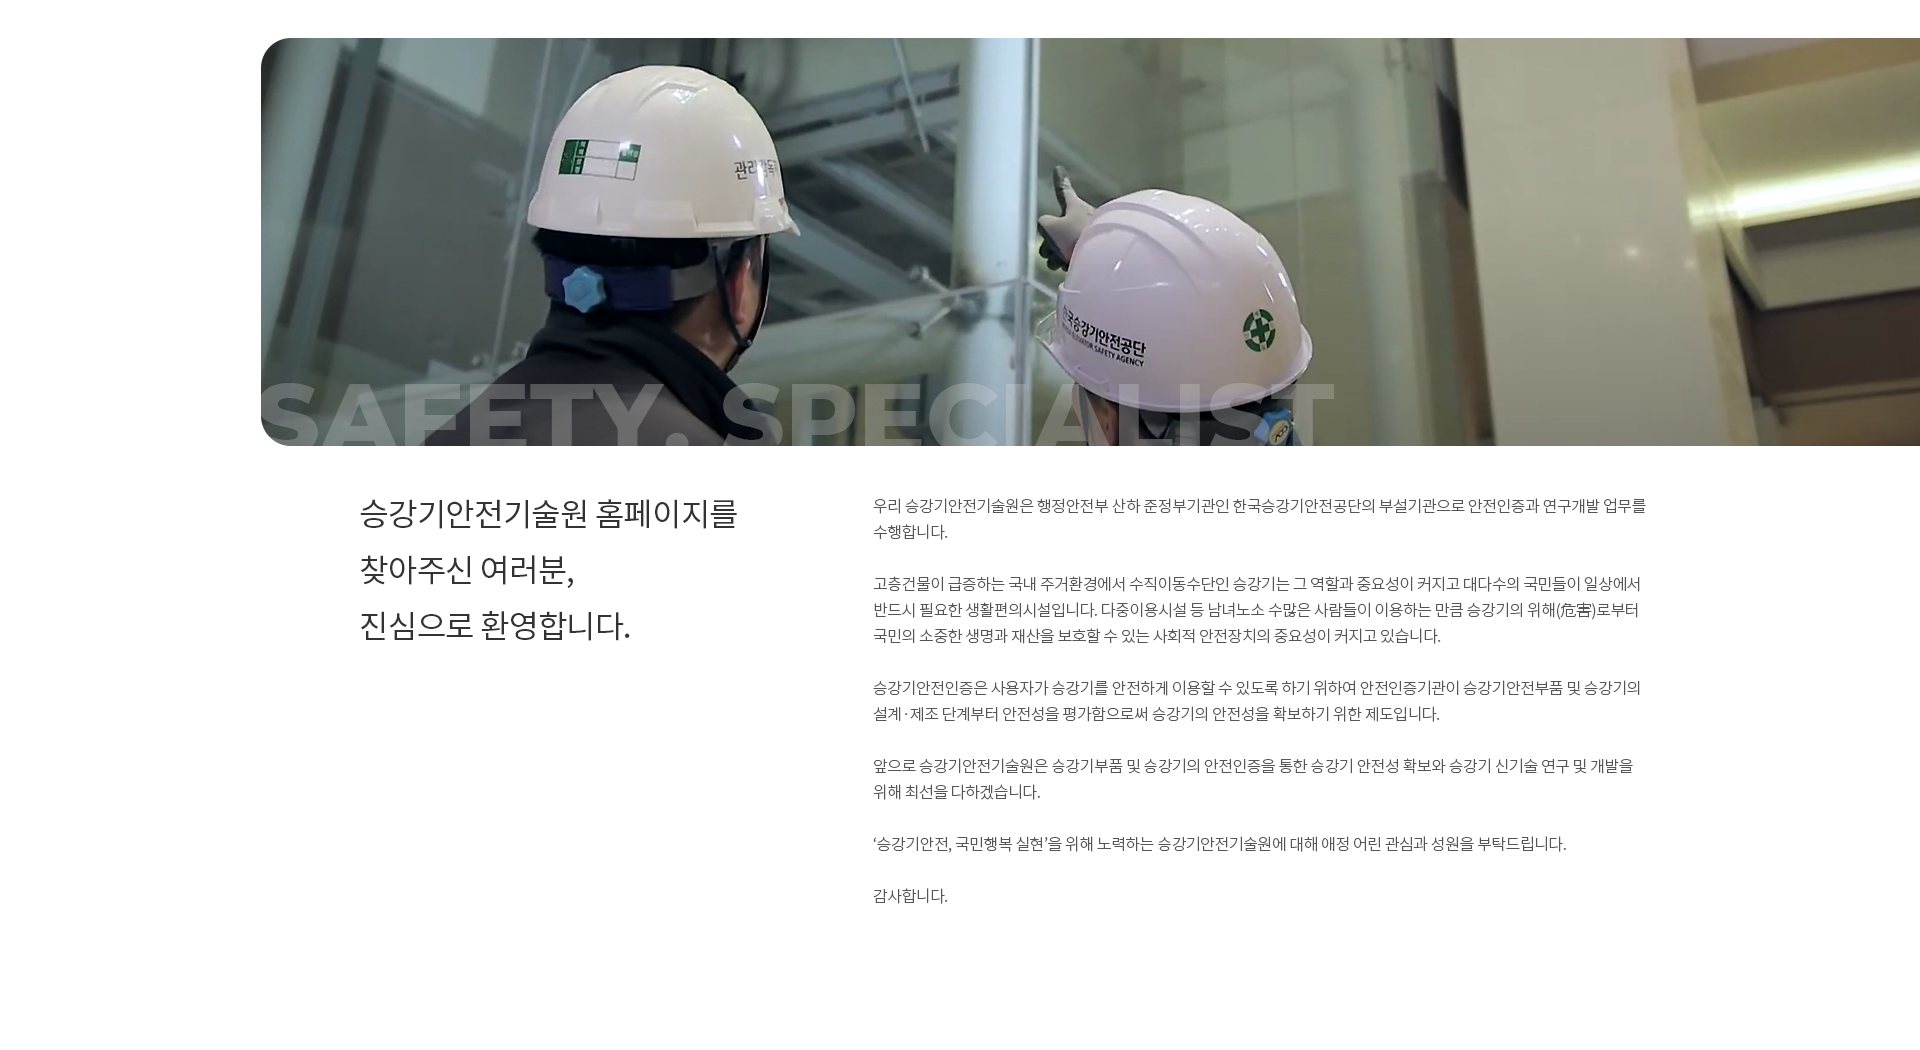 관리감독자
한국승강기안전공단
KOREA ELEVATOR SAFETY AGENCY
SAFETY. SPECIALIST
승강기안전기술원 홈페이지를
찾아주신 여러분,
진심으로 환영합니다.
우리 승강기안전기술원은 행정안전부 산하 준정부기관인 한국승강기안전공단의 부설기관으로 안전인증과 연구개발 업무를
수행합니다.
고층건물이 급증하는 국내 주거환경에서 수직이동수단인 승강기는 그 역할과 중요성이 커지고 대다수의 국민들이 일상에서
반드시 필요한 생활편의시설입니다. 다중이용시설 등 남녀노소 수많은 사람들이 이용하는 만큼 승강기의 위해(危害)로부터
국민의 소중한 생명과 재산을 보호할 수 있는 사회적 안전장치의 중요성이 커지고 있습니다.
승강기안전인증은 사용자가 승강기를 안전하게 이용할 수 있도록 하기 위하여 안전인증기관이 승강기안전부품 및 승강기의
설계·제조 단계부터 안전성을 평가함으로써 승강기의 안전성을 확보하기 위한 제도입니다.
앞으로 승강기안전기술원은 승강기부품 및 승강기의 안전인증을 통한 승강기 안전성 확보와 승강기 신기술 연구 및 개발을
위해 최선을 다하겠습니다.
‘승강기안전, 국민행복 실현’을 위해 노력하는 승강기안전기술원에 대해 애정 어린 관심과 성원을 부탁드립니다.
감사합니다.